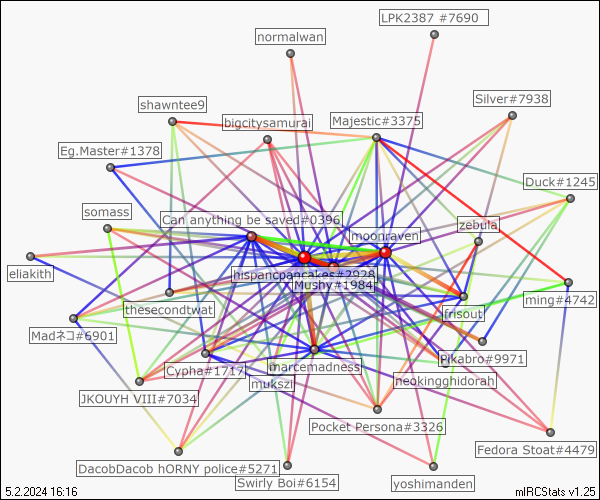 LPK2387 #7690
normalwan
Silver#7938
shawntee9
bigcitysamurai
Majestic#3375
Eg.Master#1378
Duck#1245
somass
Can anything be saved#0396
zebula
moonraven
eliakith
hispanicpancakes#2928
Mushy#1984
thesecondtwat
frisout
ming#4742
Madネコ#6901
Pikabro#9971
Cypha#1717
marcemadness
mukszi
neokingghidorah
JKOUYH VIII#7034
Pocket Persona#3326
Fedora Stoat#4479
DacobDacob hORNY police#5271
Swirly Boi#6154
yoshimanden
5.2.2024 16:16
mIRCStats v1.25